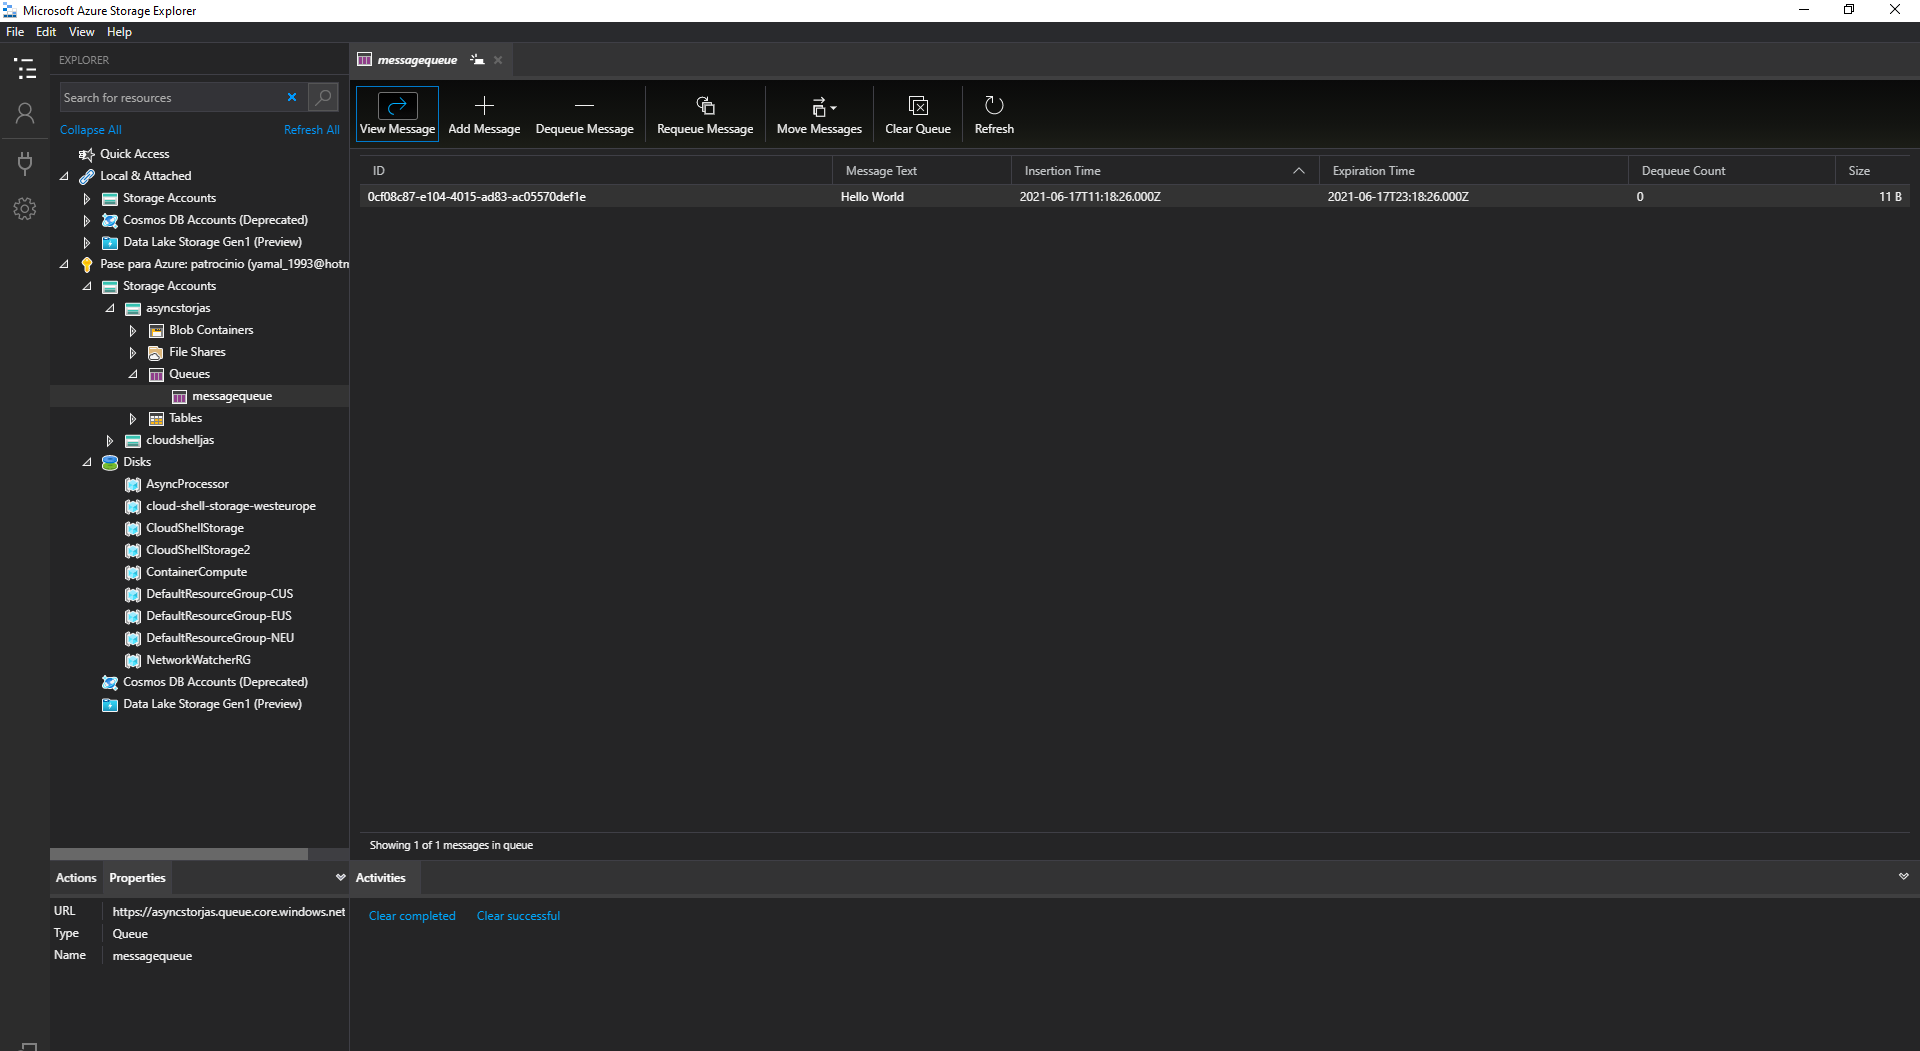 Microsoft Azure Storage Explorer
File Edit View Help
EXPLORER
Search for resources
Collapse All Refresh All
Quick Access
Local & Attached
Storage Accounts
Cosmos DB Accounts (Deprecated)
Data Lake Storage Gen1 (Preview)
Pase para Azure: patrocinio (yamal_1993@hotm
Storage Accounts
asyncstorjas
Blob Containers
File Shares
Queues
messagequeue
Tables
cloudshelljas
Disks
AsyncProcessor
cloud-shell-storage-westeurope
CloudShellStorage
CloudShellStorage2
ContainerCompute
DefaultResourceGroup-CUS
DefaultResourceGroup-EUS
DefaultResourceGroup-NEU
NetworkWatcherRG
Cosmos DB Accounts (Deprecated)
Data Lake Storage Gen1 (Preview)
Actions Properties
URL https://asyncstorjas.queue.core.windows.net
Type Queue
Name messagequeue
messagequeue
View Message Add Message Dequeue Message Requeue Message Move Messages Clear Queue Refresh
ID Message Text Insertion Time Expiration Time Dequeue Count Size
0cf08c87-e104-4015-ad83-ac05570def1e Hello World 2021-06-17T11:18:26.000Z 2021-06-17T23:18:26.000Z 0 11 B
Showing 1 of 1 messages in queue
Activities
Clear completed Clear successful